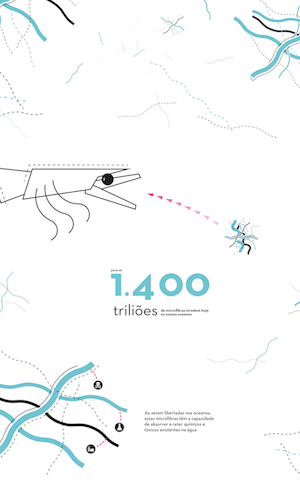 perto de
1.400
triliões
de microfibras invadem hoje
os nossos oceanos
Ao serem libertadas nos oceanos,
estas microfibras têm a capacidade
de absorver e reter químicos e
tóxicos existentes na água.